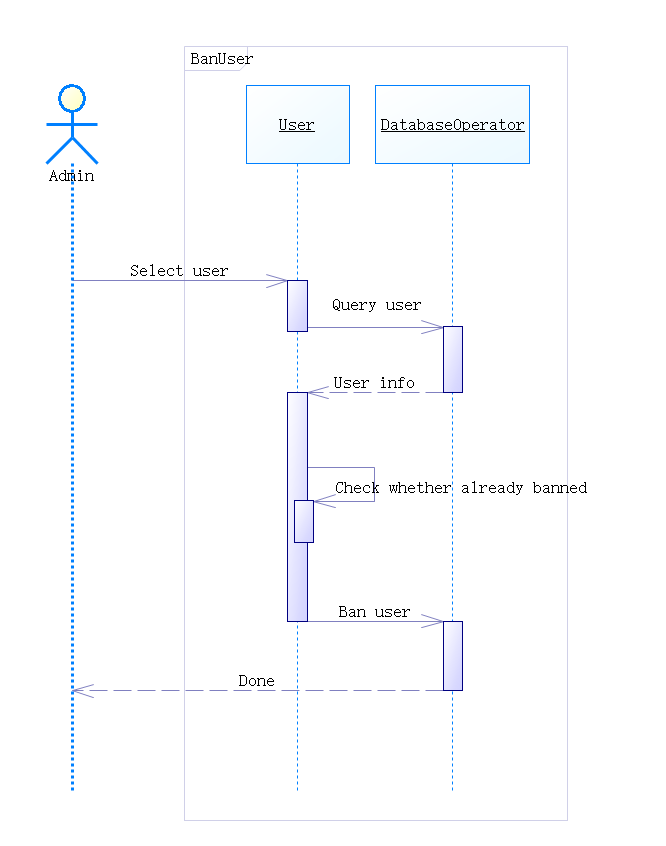 BanUser
User
DatabaseOperator
Admin
Select user
Query user
User info
Check whether already banned
Ban user
Done